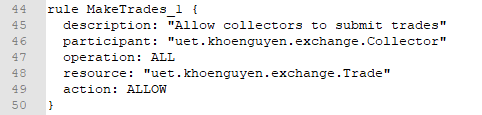 44 rule MakeTrades_1 {
45 description: "Allow collectors to submit trades"
46 participant: "uet.khoenguyen.exchange.Collector"
47 operation: ALL
48 resource: "uet.khoenguyen.exchange.Trade"
49 action: ALLOW
50 }